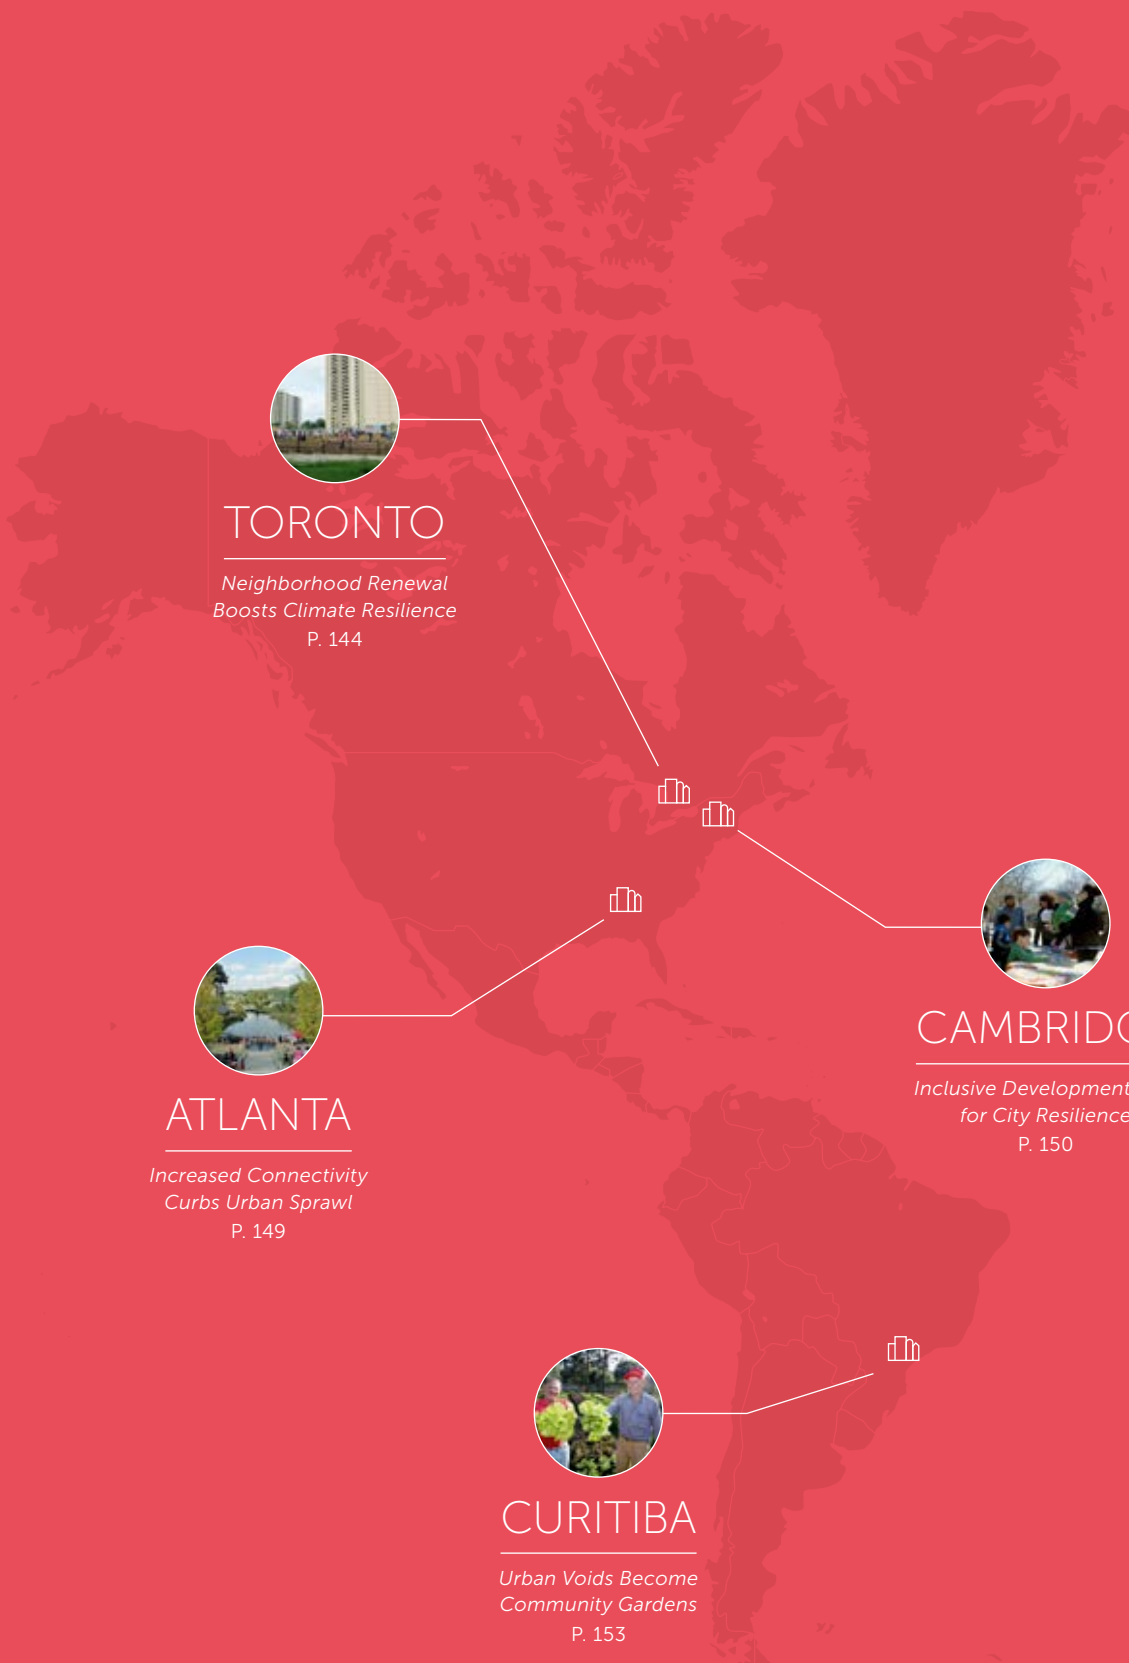 TORONTO
Neighborhood Renewal
Boosts Climate Resilience
P. 144
CAMBRIDG
Inclusive Development
for City Resilience
P. 150
ATLANTA
Increased Connectivity
Curbs Urban Sprawl
P. 149
CURITIBA
Urban Voids Become
Community Gardens
P. 153